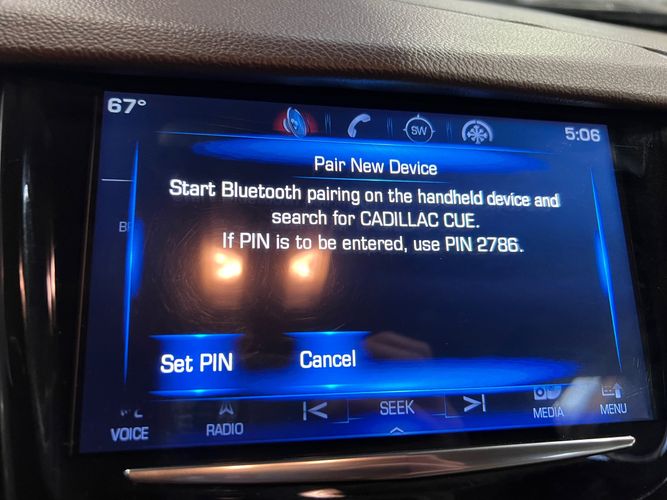 67°
SW
5:06
Pair New Device
Start Bluetooth pairing on the handheld device and
search for CADILLAC CUE.
If PIN is to be entered, use PIN 2786.
Set PIN
Cancel
VOICE
RADIO
SEEK
MEDIA
MENU